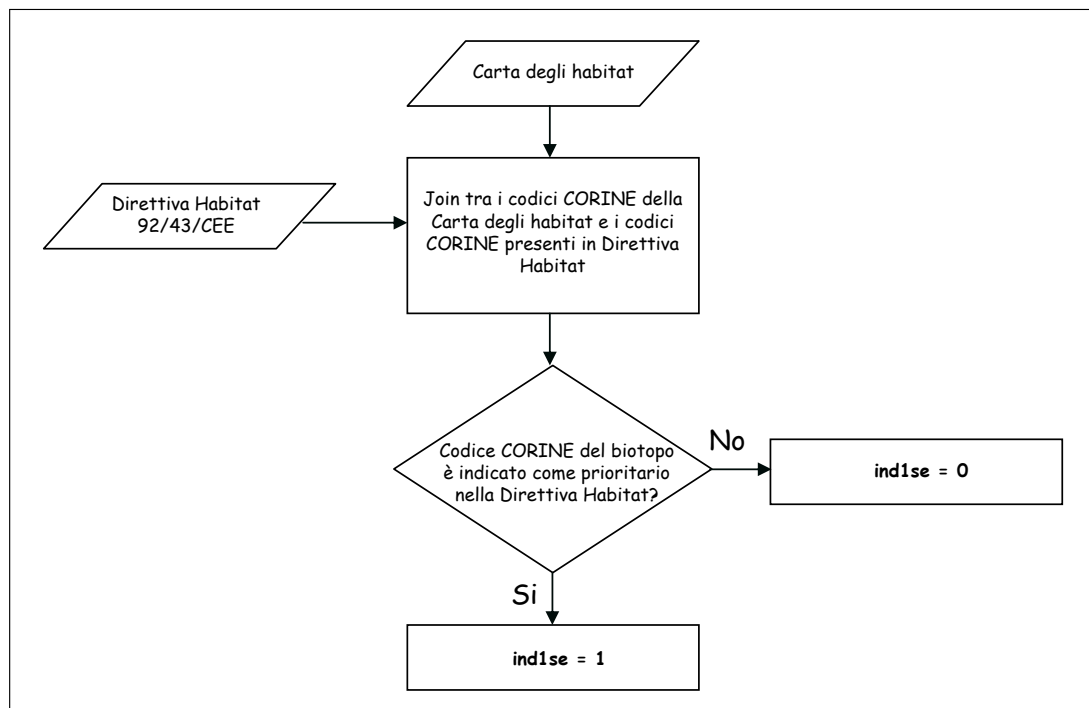 Carta degli habitat
Direttiva Habitat
92/43/CEE
Join tra i codici CORINE della
Carta degli habitat e i codici
CORINE presenti in Direttiva
Habitat
Codice CORINE del biotopo
è indicato come prioritario
nella Direttiva Habitat?
No
ind1se = 0
Si
ind1se = 1